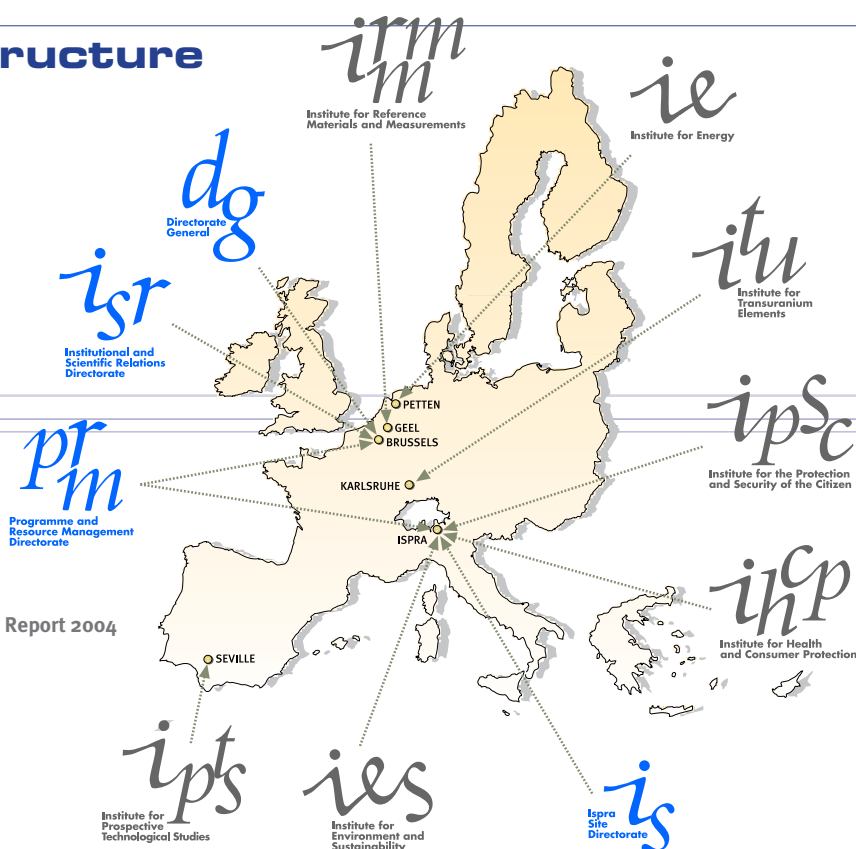 ructure
irm
m
Institute for Reference
Materials and Measurements
ie
Institute for Energy
dg
Directorate
General
itu
Institute for
Transuranium
Elements
isr
Institutional and
Scientific Relations
Directorate
PETTEN
GEEL
BRUSSELS
KARLSRUHE
ISPRA
SEVILLE
ipsc
Institute for the Protection
and Security of the Citizen
pr
m
Programme and
Resource Management
Directorate
ihcp
Institute for Health
and Consumer Protection
Report 2004
ipts
Institute for
Prospective
Technological Studies
ies
Institute for
Environment and
Sustainability
is
Ispra
Site
Directorate